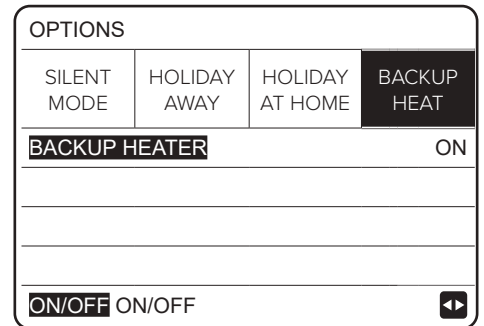 OPTIONS
SILENT MODE
HOLIDAY AWAY
HOLIDAY AT HOME
BACKUP HEAT
BACKUP HEATER ON
ON/OFF ON/OFF